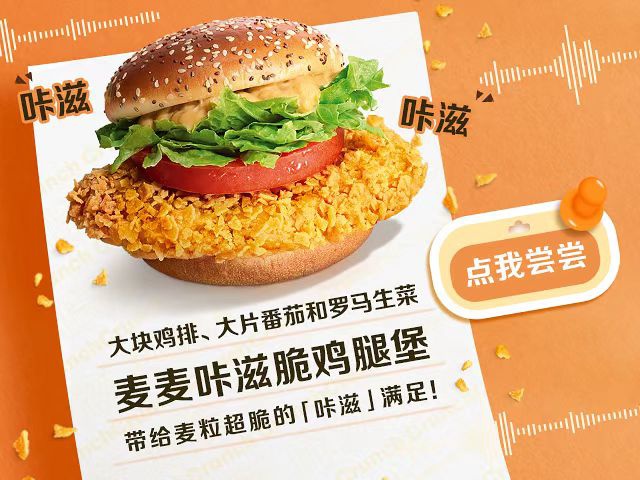 咔滋
咔滋
点我尝尝
大块鸡排、大片番茄和罗马生菜
麦麦咔滋脆鸡腿堡
带给麦粒超脆的「咔滋」满足！